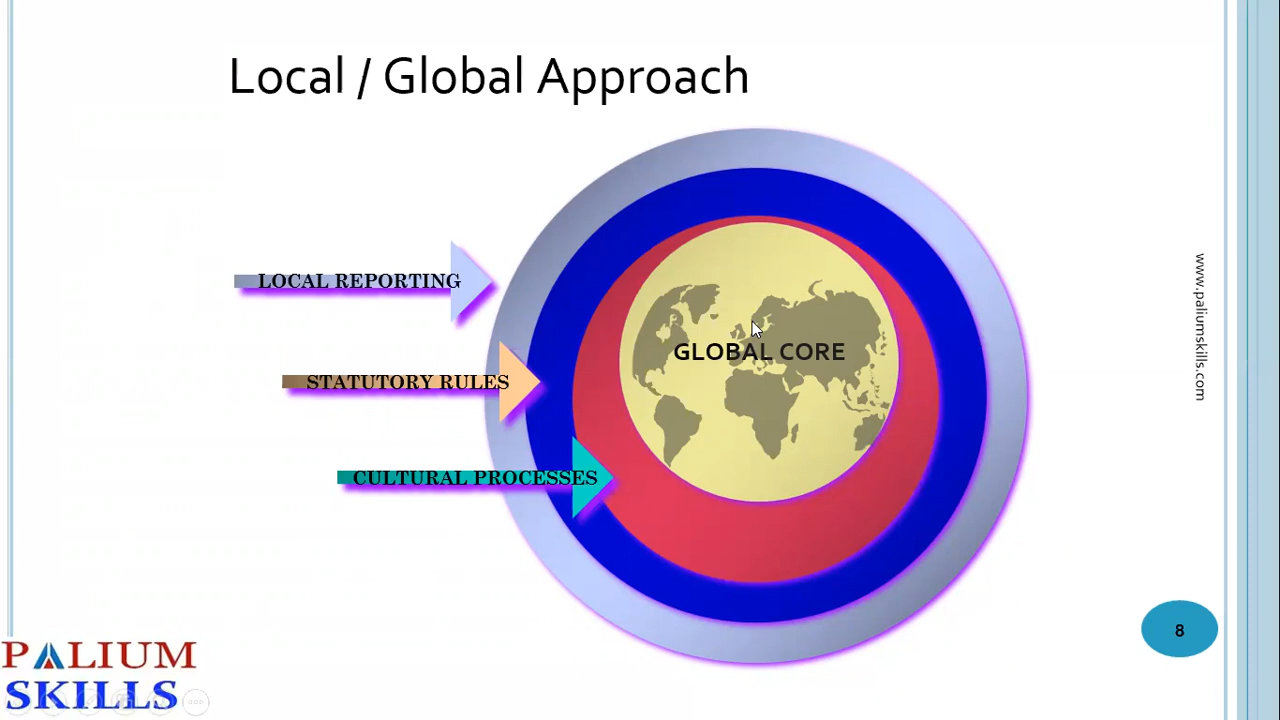 Local / Global Approach
LOCAL REPORTING
STATUTORY RULES
CULTURAL PROCESSES
GLOBAL CORE
www.paliumskills.com
8
PALIUM
SKILLS